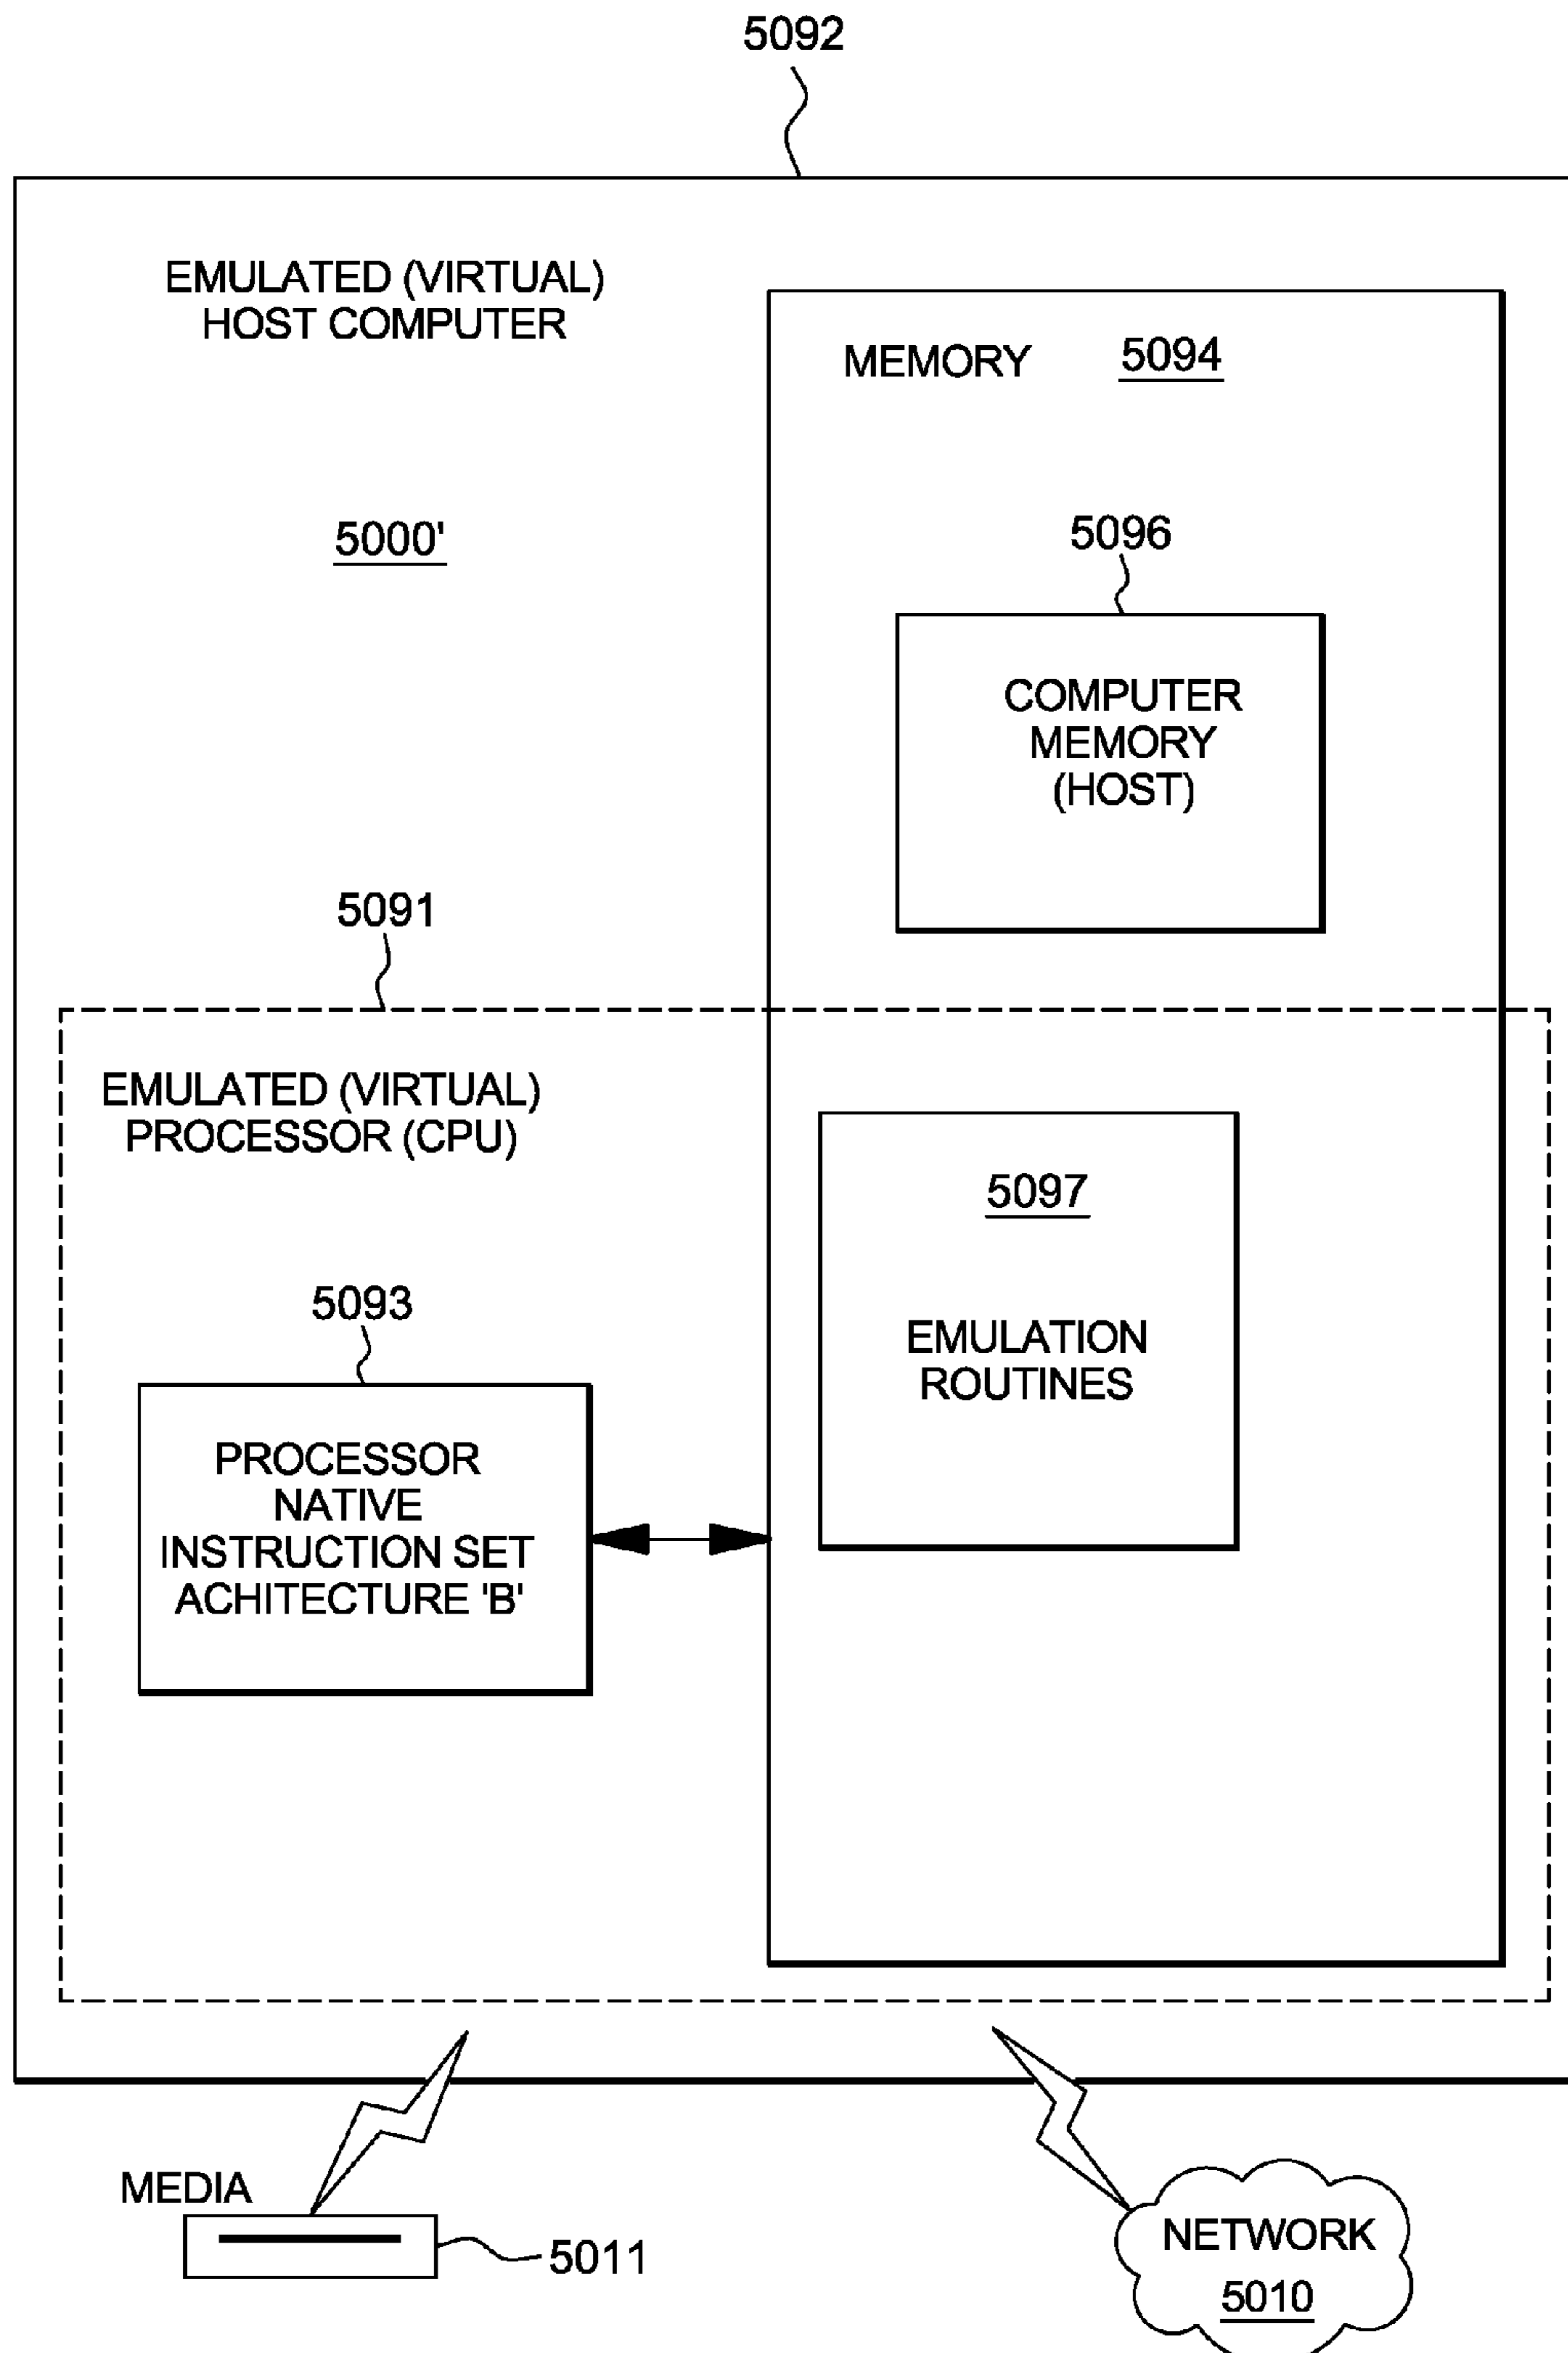 5092
EMULATED (VIRTUAL)
HOST COMPUTER
MEMORY 5094
5000'
5096
COMPUTER
MEMORY
(HOST)
5091
EMULATED (VIRTUAL)
PROCESSOR (CPU)
5097
EMULATION
ROUTINES
5093
PROCESSOR
NATIVE
INSTRUCTION SET
ACHITECTURE 'B'
MEDIA
5011
NETWORK
5010